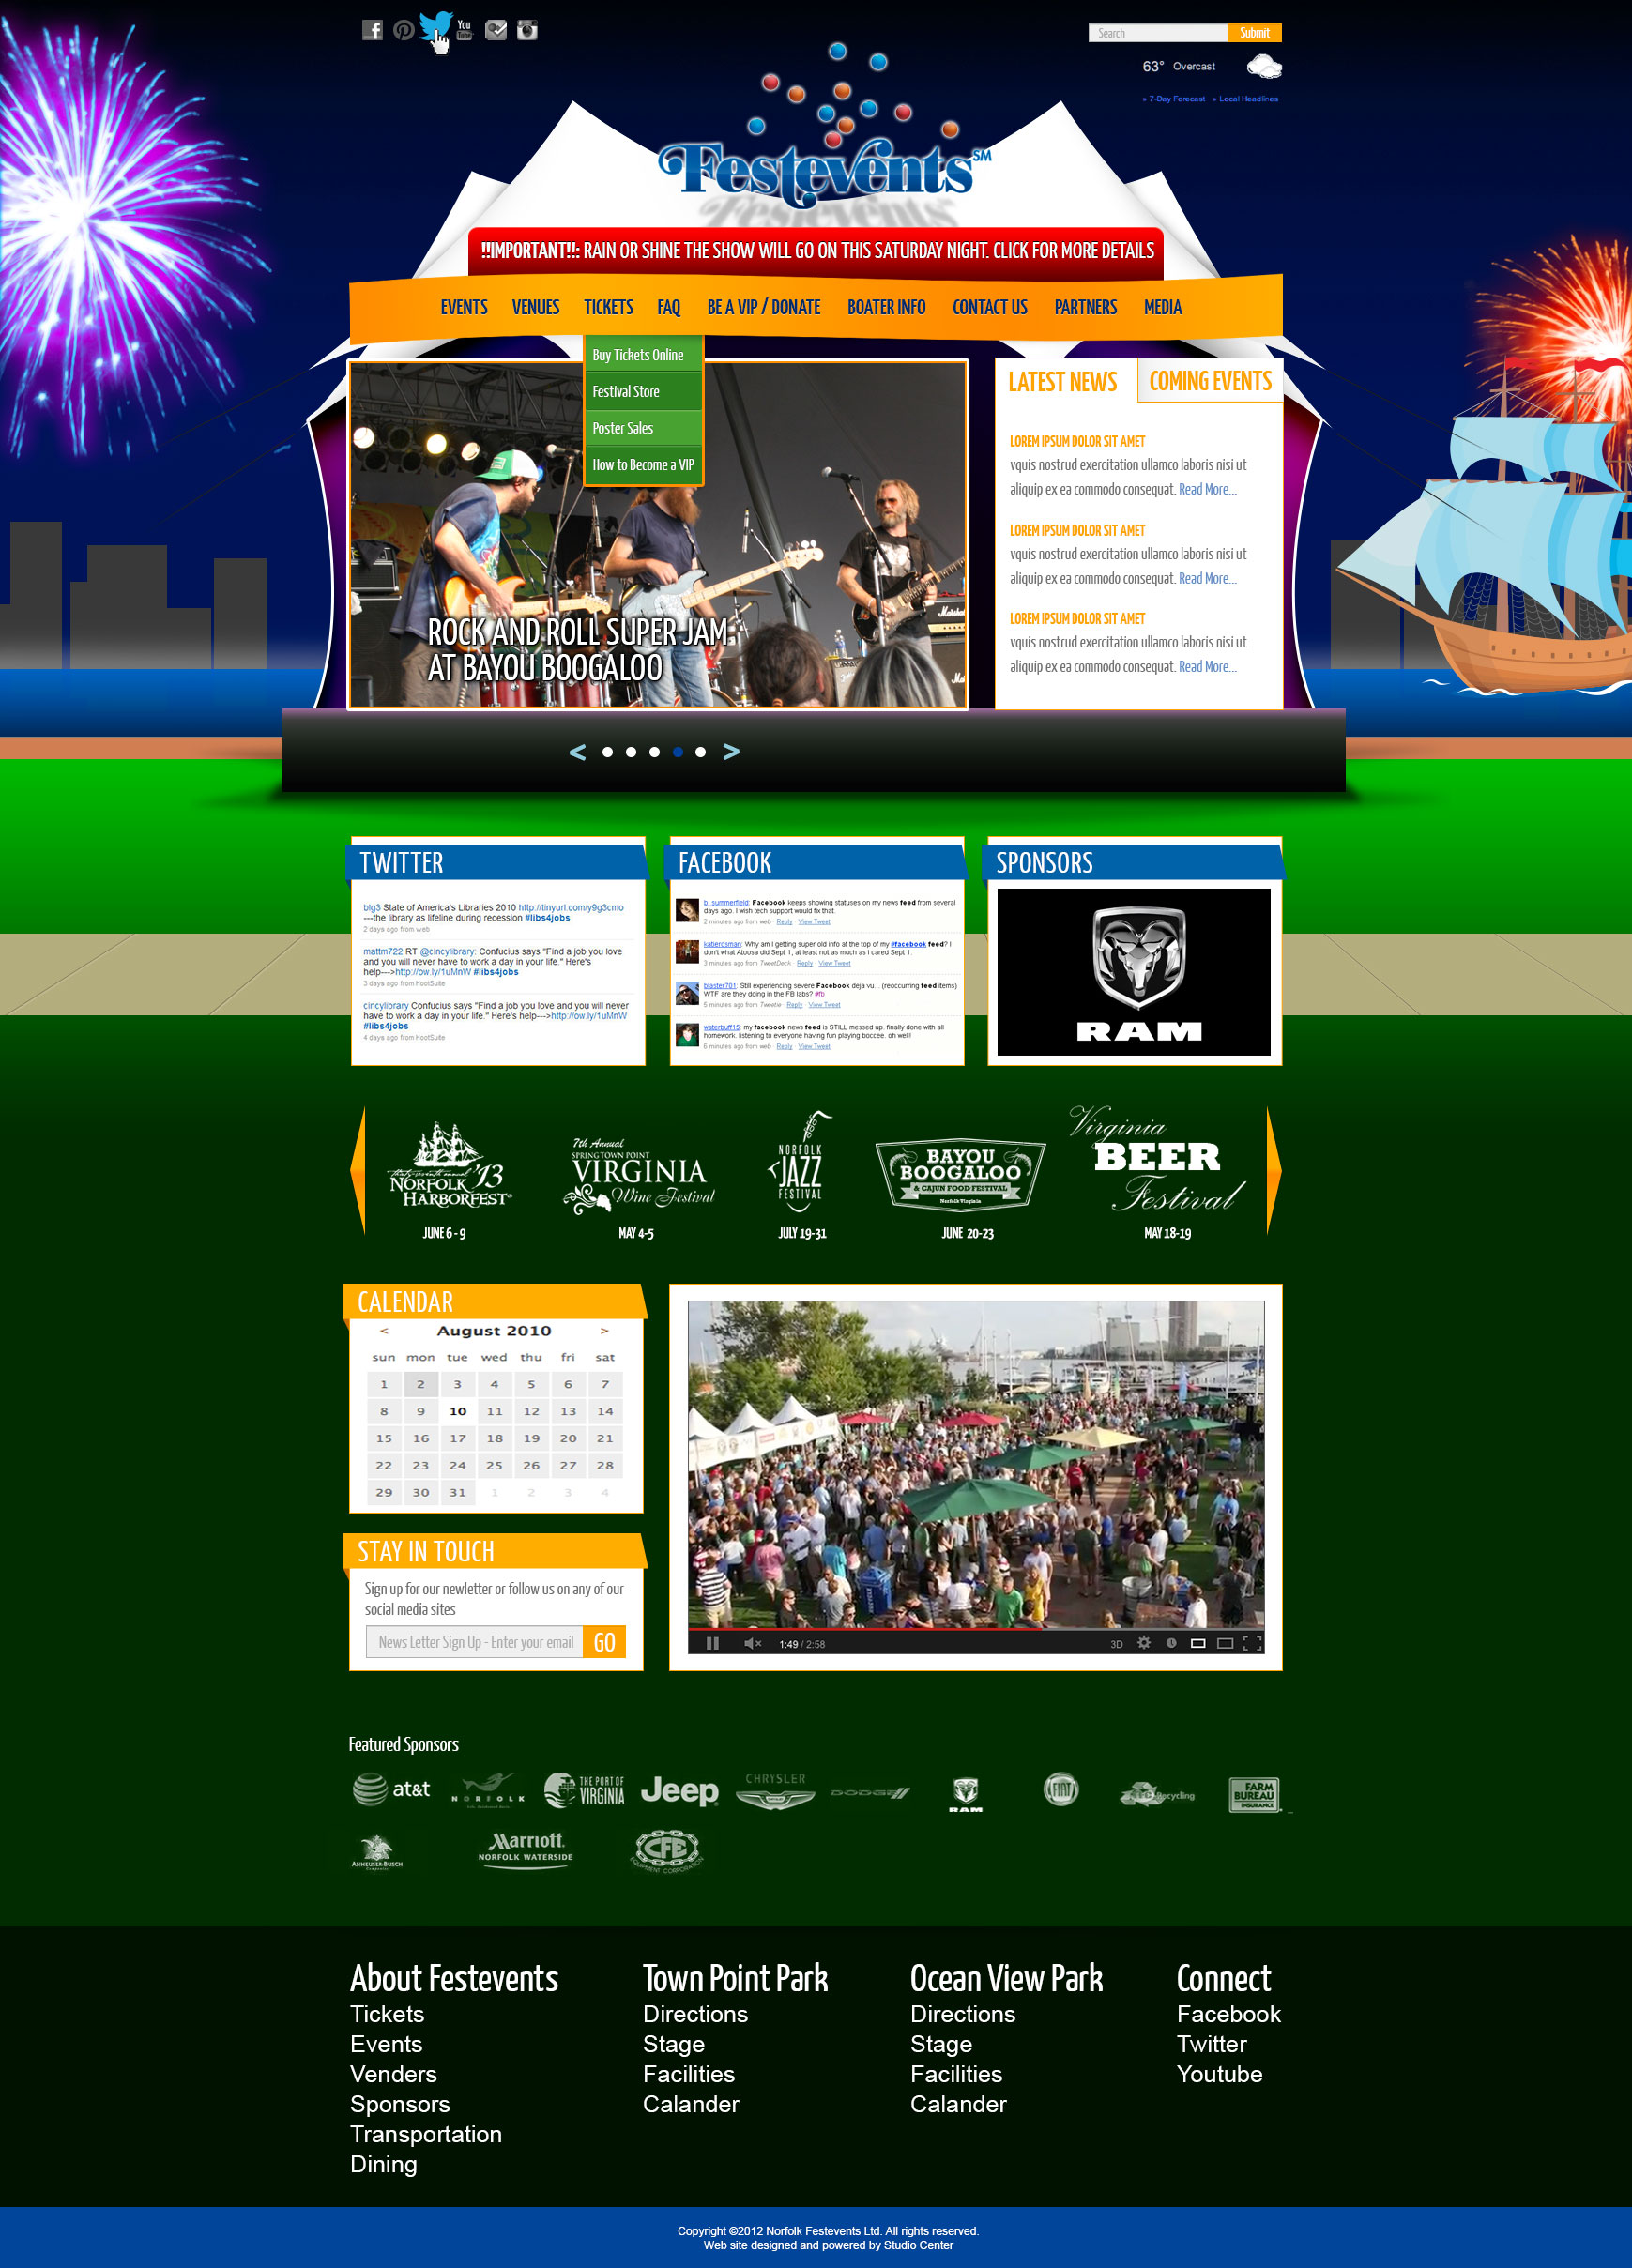 You
Tube
Search
Submit
63° Overcast
» 7-Day Forecast » Local Headlines
Festevents SM
!!IMPORTANT!!: RAIN OR SHINE THE SHOW WILL GO ON THIS SATURDAY NIGHT. CLICK FOR MORE DETAILS
EVENTS VENUES TICKETS FAQ BE A VIP / DONATE BOATER INFO CONTACT US PARTNERS MEDIA
Buy Tickets Online
Festival Store
Poster Sales
How to Become a VIP
ROCK AND ROLL SUPER JAM
AT BAYOU BOOGALOO
Marshall
LATEST NEWS
COMING EVENTS
LOREM IPSUM DOLOR SIT AMET
vquis nostrud exercitation ullamco laboris nisi ut
aliquip ex ea commodo consequat. Read More...
LOREM IPSUM DOLOR SIT AMET
vquis nostrud exercitation ullamco laboris nisi ut
aliquip ex ea commodo consequat. Read More...
LOREM IPSUM DOLOR SIT AMET
vquis nostrud exercitation ullamco laboris nisi ut
aliquip ex ea commodo consequat. Read More...
< >
TWITTER
blg3 State of America's Libraries 2010 http://tinyurl.com/y9g3cmo
---the library as lifeline during recession #libs4jobs
2 days ago from web
mattm722 RT @cincylibrary: Confucius says "Find a job you love
and you will never have to work a day in your life." Here's
help--->http://ow.ly/1uMnW #libs4jobs
3 days ago from HootSuite
cincylibrary Confucius says "Find a job you love and you will never
have to work a day in your life." Here's help--->http://ow.ly/1uMnW
#libs4jobs
4 days ago from HootSuite
FACEBOOK
b_summerfield: Facebook keeps showing statuses on my news feed from several
days ago. I wish tech support would fix that.
2 minutes ago from web · Reply · View Tweet
katierosman: Why am I getting super old info at the top of my #facebook feed? I
don't what Atoosa did Sept 1, at least not as much as I cared Sept 1.
3 minutes ago from TweetDeck · Reply · View Tweet
blaster701: Still experiencing severe Facebook deja vu... (reoccurring feed items)
WTF are they doing in the FB labs? #fb
5 minutes ago from Tweetie · Reply · View Tweet
waterbuff15: my facebook news feed is STILL messed up. finally done with all
homework. listening to everyone having fun playing boccee. oh well!
6 minutes ago from web · Reply · View Tweet
SPONSORS
RAM
thirty-seventh annual '13
NORFOLK
HARBORFEST
JUNE 6 - 9
7th Annual
SPRING TOWN POINT
VIRGINIA
Wine Festival
MAY 4-5
NORFOLK
JAZZ
FESTIVAL
JULY 19-31
BAYOU
BOOGALOO
& CAJUN FOOD FESTIVAL
Norfolk Virginia
JUNE 20-23
Virginia
BEER
Festival
MAY 18-19
CALENDAR
< August 2010 >
sun mon tue wed thu fri sat
1 2 3 4 5 6 7
8 9 10 11 12 13 14
15 16 17 18 19 20 21
22 23 24 25 26 27 28
29 30 31 1 2 3 4
STAY IN TOUCH
Sign up for our newletter or follow us on any of our
social media sites
News Letter Sign Up - Enter your email GO
1:49 / 2:58
3D
Featured Sponsors
at&t
NORFOLK
THE PORT OF
VIRGINIA
Jeep
CHRYSLER
DODGE
RAM
FIAT
Recycling
FARM
BUREAU
INSURANCE
ANHEUSER BUSCH
Companies
Marriott
NORFOLK WATERSIDE
CFE
EQUIPMENT CORPORATION
About Festevents
Tickets
Events
Venders
Sponsors
Transportation
Dining
Town Point Park
Directions
Stage
Facilities
Calander
Ocean View Park
Directions
Stage
Facilities
Calander
Connect
Facebook
Twitter
Youtube
Copyright ©2012 Norfolk Festevents Ltd. All rights reserved.
Web site designed and powered by Studio Center